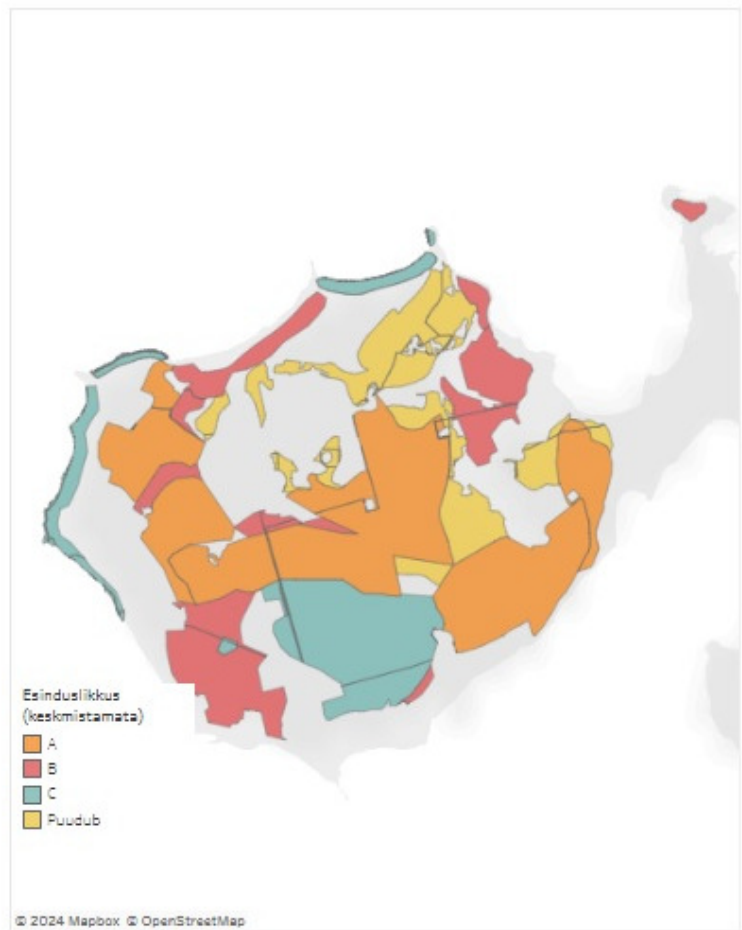 Esinduslikkus
(keskmistamata)
A
B
C
Puudub
© 2024 Mapbox © OpenStreetMap